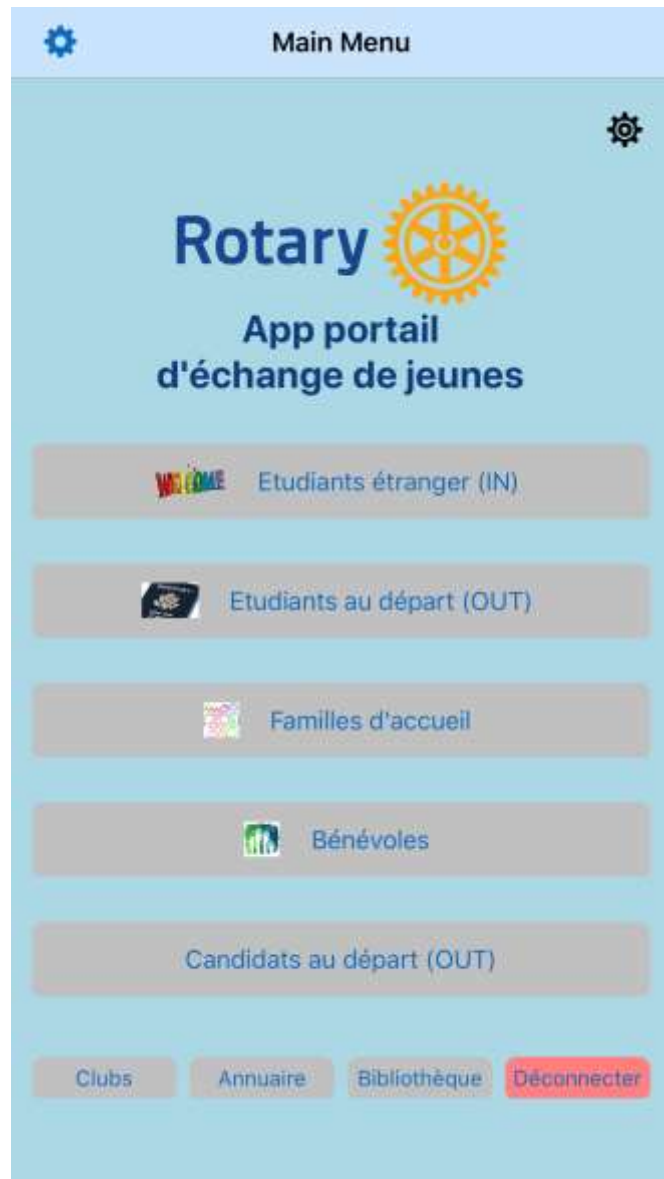 Main Menu
Rotary
App portail
d'échange de jeunes
WELCOME Etudiants étranger (IN)
Etudiants au départ (OUT)
Familles d'accueil
Bénévoles
Candidats au départ (OUT)
Clubs Annuaire Bibliothèque Déconnecter